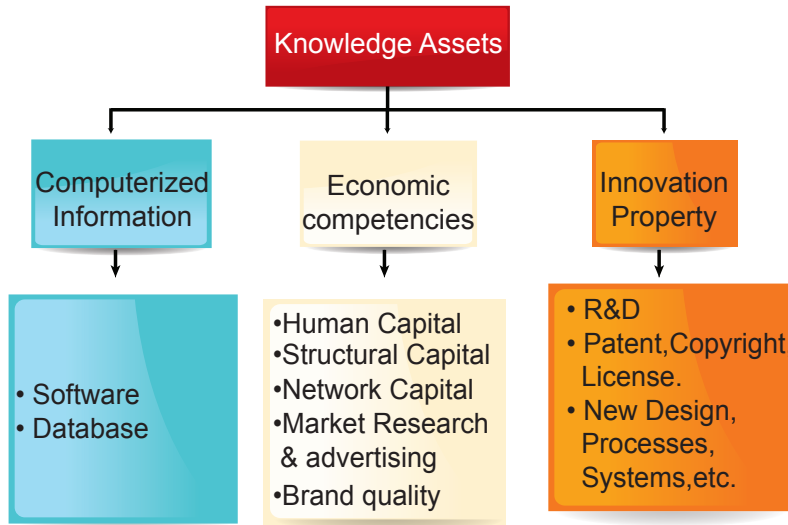 Knowledge Assets
Computerized
Information
Economic
competencies
Innovation
Property
• Software
• Database
•Human Capital
•Structural Capital
•Network Capital
•Market Research
& advertising
•Brand quality
• R&D
• Patent,Copyright
License.
• New Design,
Processes,
Systems,etc.